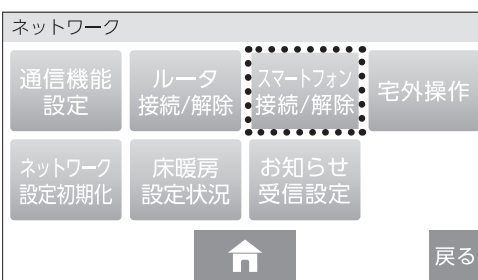 ネットワーク
通信機能
設定
ルータ
接続/解除
スマートフォン
接続/解除
宅外操作
ネットワーク
設定初期化
床暖房
設定状況
お知らせ
受信設定
戻る